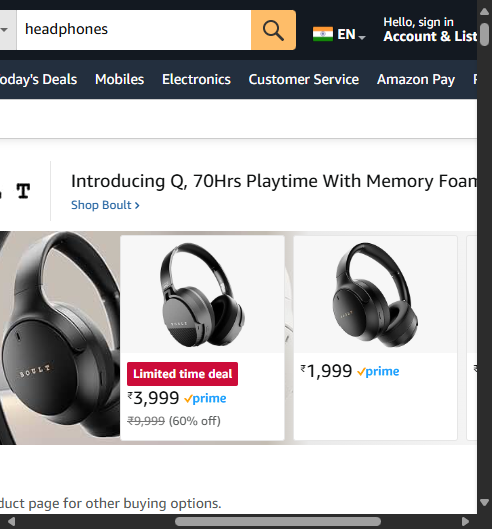 headphones
EN
Hello, sign in
Account & List
oday's Deals Mobiles Electronics Customer Service Amazon Pay
T
Introducing Q, 70Hrs Playtime With Memory Foam
Shop Boult ›
BOULT
BOULT
Limited time deal
₹3,999 prime
₹9,999 (60% off)
₹1,999 prime
duct page for other buying options.